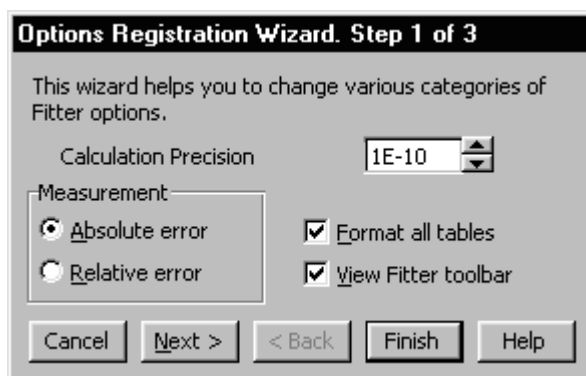 Options Registration Wizard. Step 1 of 3
This wizard helps you to change various categories of
Fitter options.
Calculation Precision 1E-10
Measurement
Absolute error
Format all tables
Relative error
View Fitter toolbar
Cancel Next > < Back Finish Help